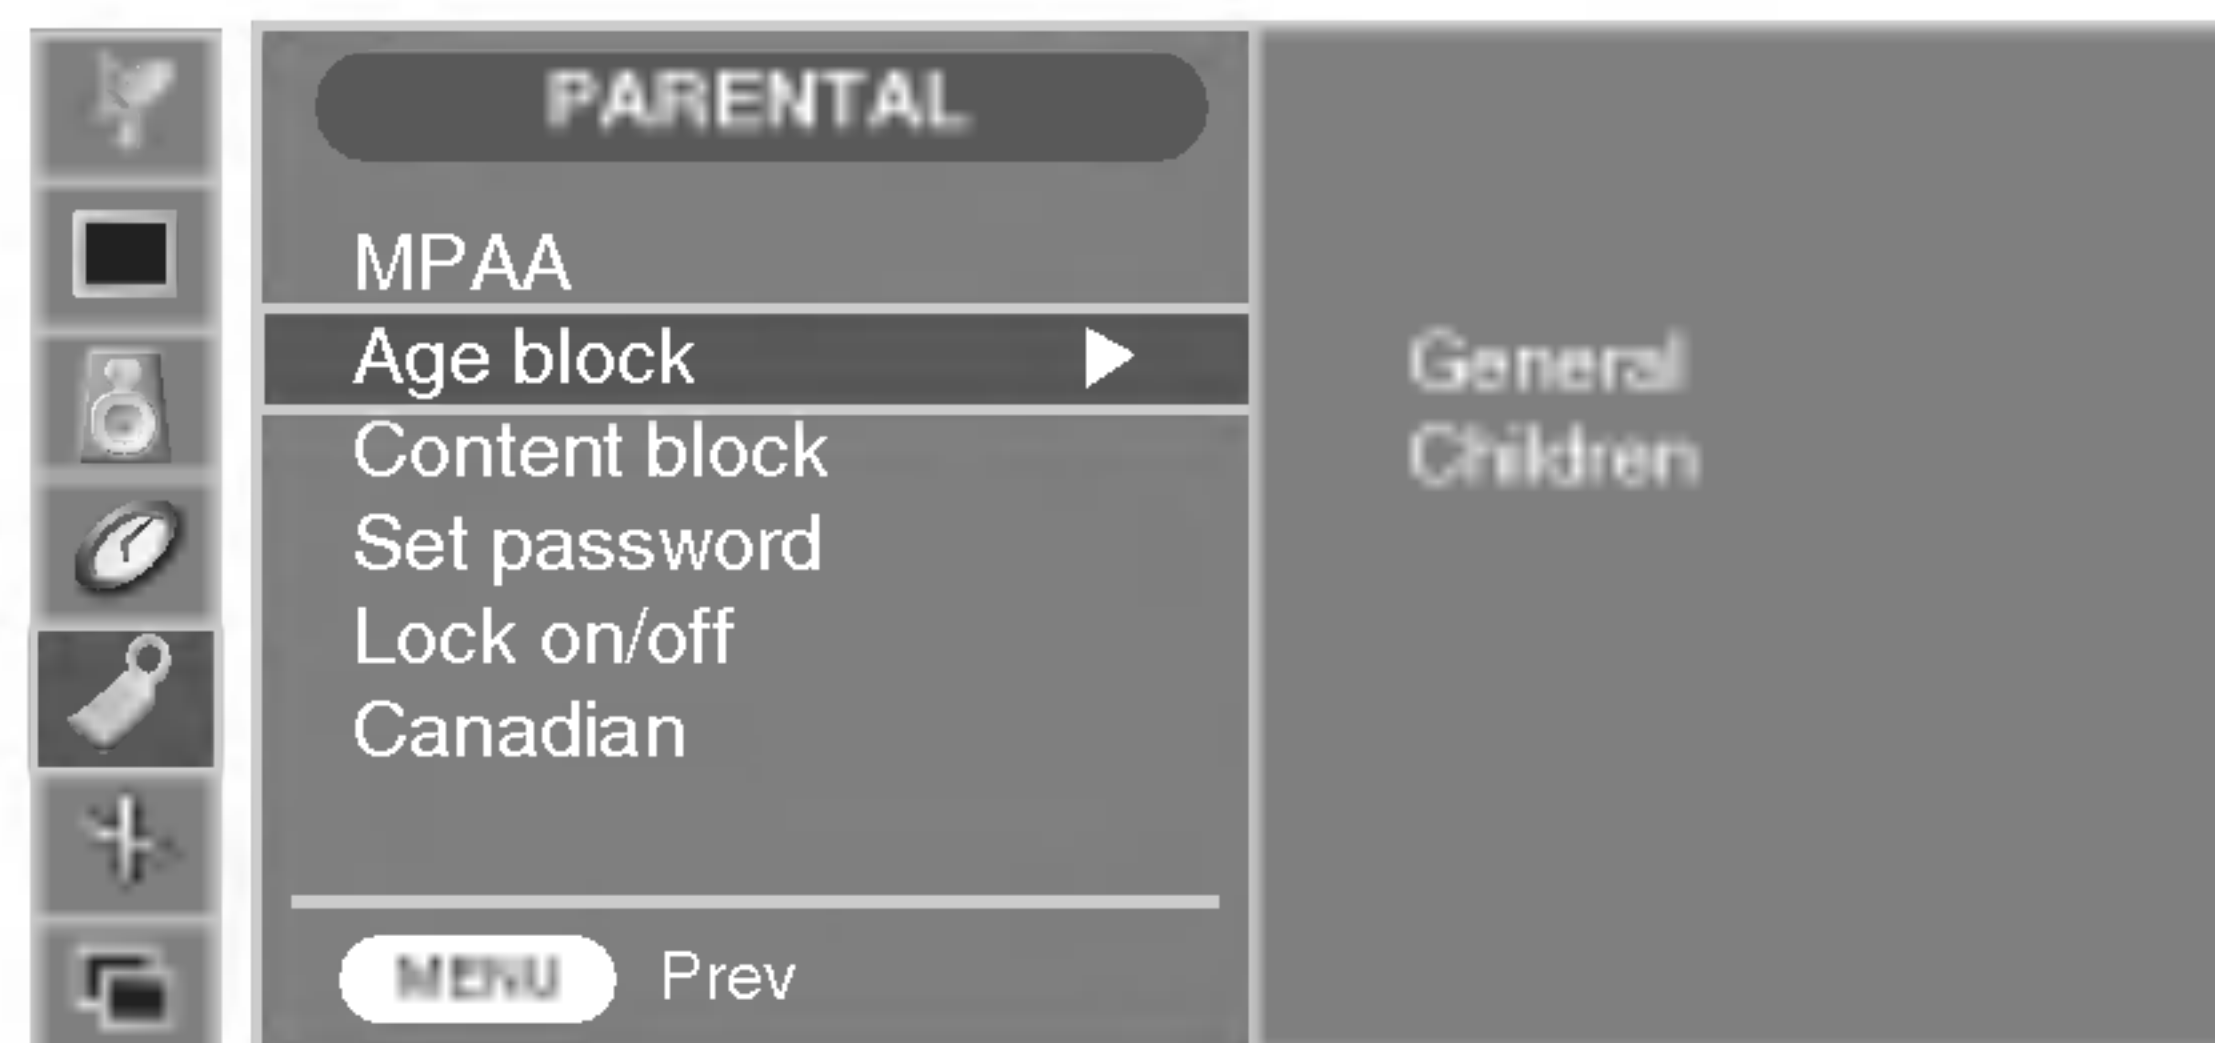 PARENTAL
MPAA
Age block
Content block
Set password
Lock on/off
Canadian
General
Children
MENU Prev